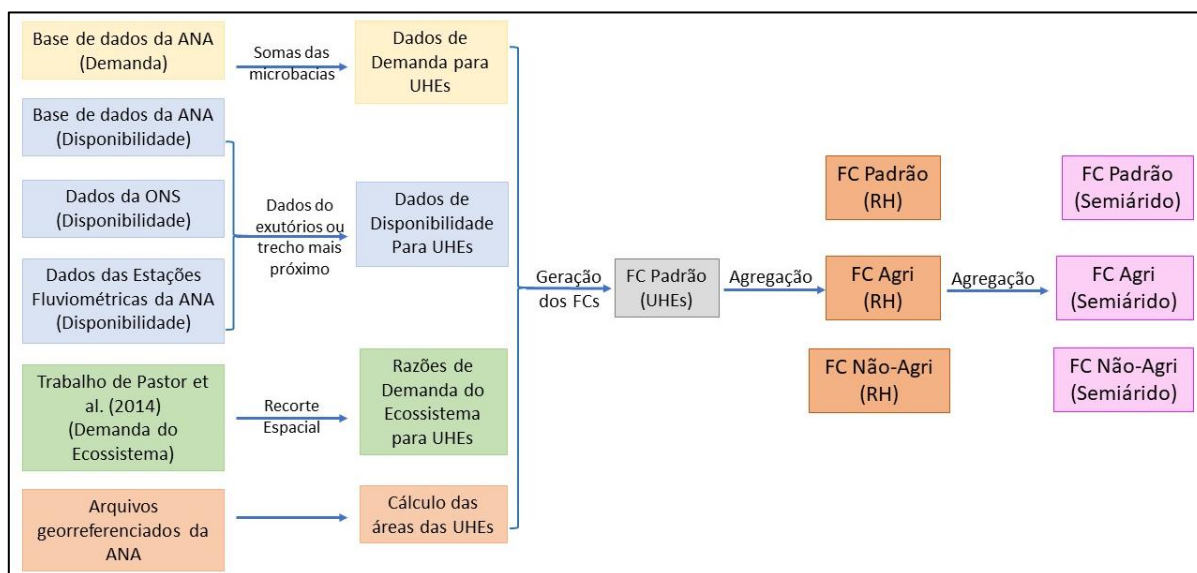 Base de dados da ANA
(Demanda)
Somas das
microbacias
Dados de
Demanda para
UHEs
Base de dados da ANA
(Disponibilidade)
Dados da ONS
(Disponibilidade)
Dados das Estações
Fluviométricas da ANA
(Disponibilidade)
Dados do
exutórios ou
trecho mais
próximo
Dados de
Disponibilidade
Para UHEs
Trabalho de Pastor et
al. (2014)
(Demanda do
Ecossistema)
Recorte
Espacial
Razões de
Demanda do
Ecossistema
para UHEs
Arquivos
georreferenciados da
ANA
Cálculo das
áreas das UHEs
Geração
dos FCs
FC Padrão
(UHEs)
Agregação
FC Padrão
(RH)
FC Agri
(RH)
FC Não-Agri
(RH)
Agregação
FC Padrão
(Semiárido)
FC Agri
(Semiárido)
FC Não-Agri
(Semiárido)